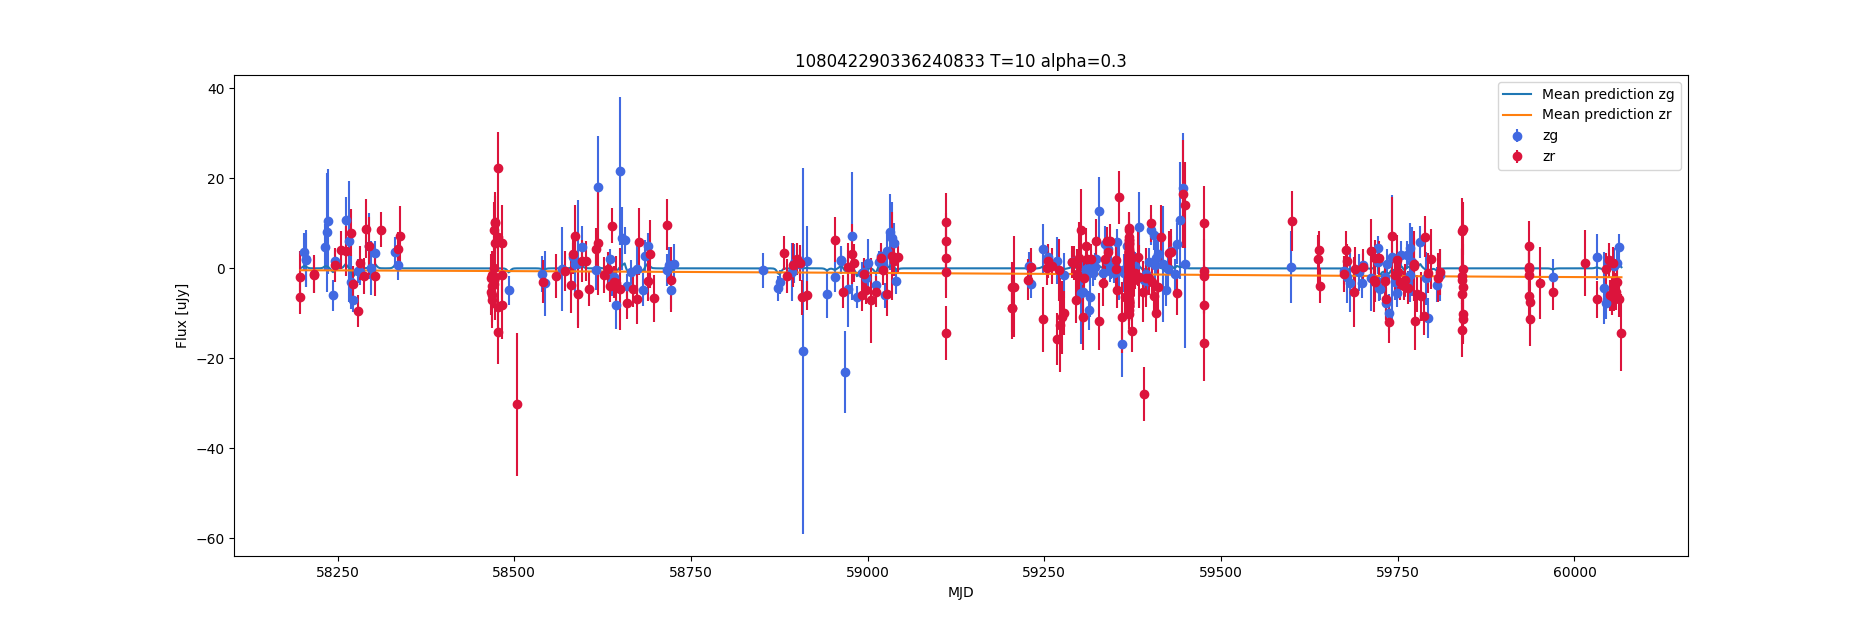 108042290336240833 T=10 alpha=0.3
Mean prediction zg
Mean prediction zr
zg
zr
40
20
0
−20
−40
−60
Flux [uJy]
58250 58500 58750 59000 59250 59500 59750 60000
MJD